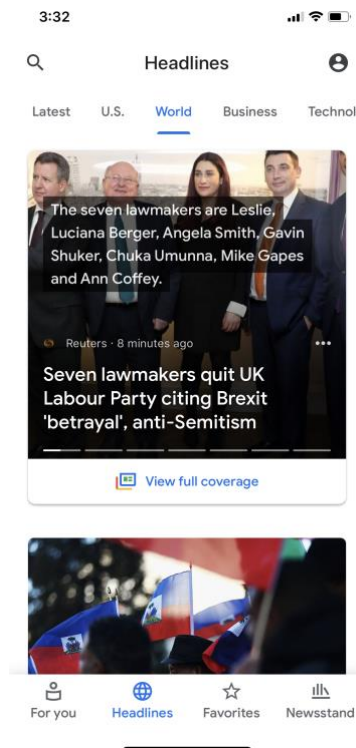 3:32
Headlines
Latest U.S. World Business Technol
The seven lawmakers are Leslie,
Luciana Berger, Angela Smith, Gavin
Shuker, Chuka Umunna, Mike Gapes
and Ann Coffey.
Reuters · 8 minutes ago
Seven lawmakers quit UK
Labour Party citing Brexit
'betrayal', anti-Semitism
View full coverage
For you Headlines Favorites Newsstand